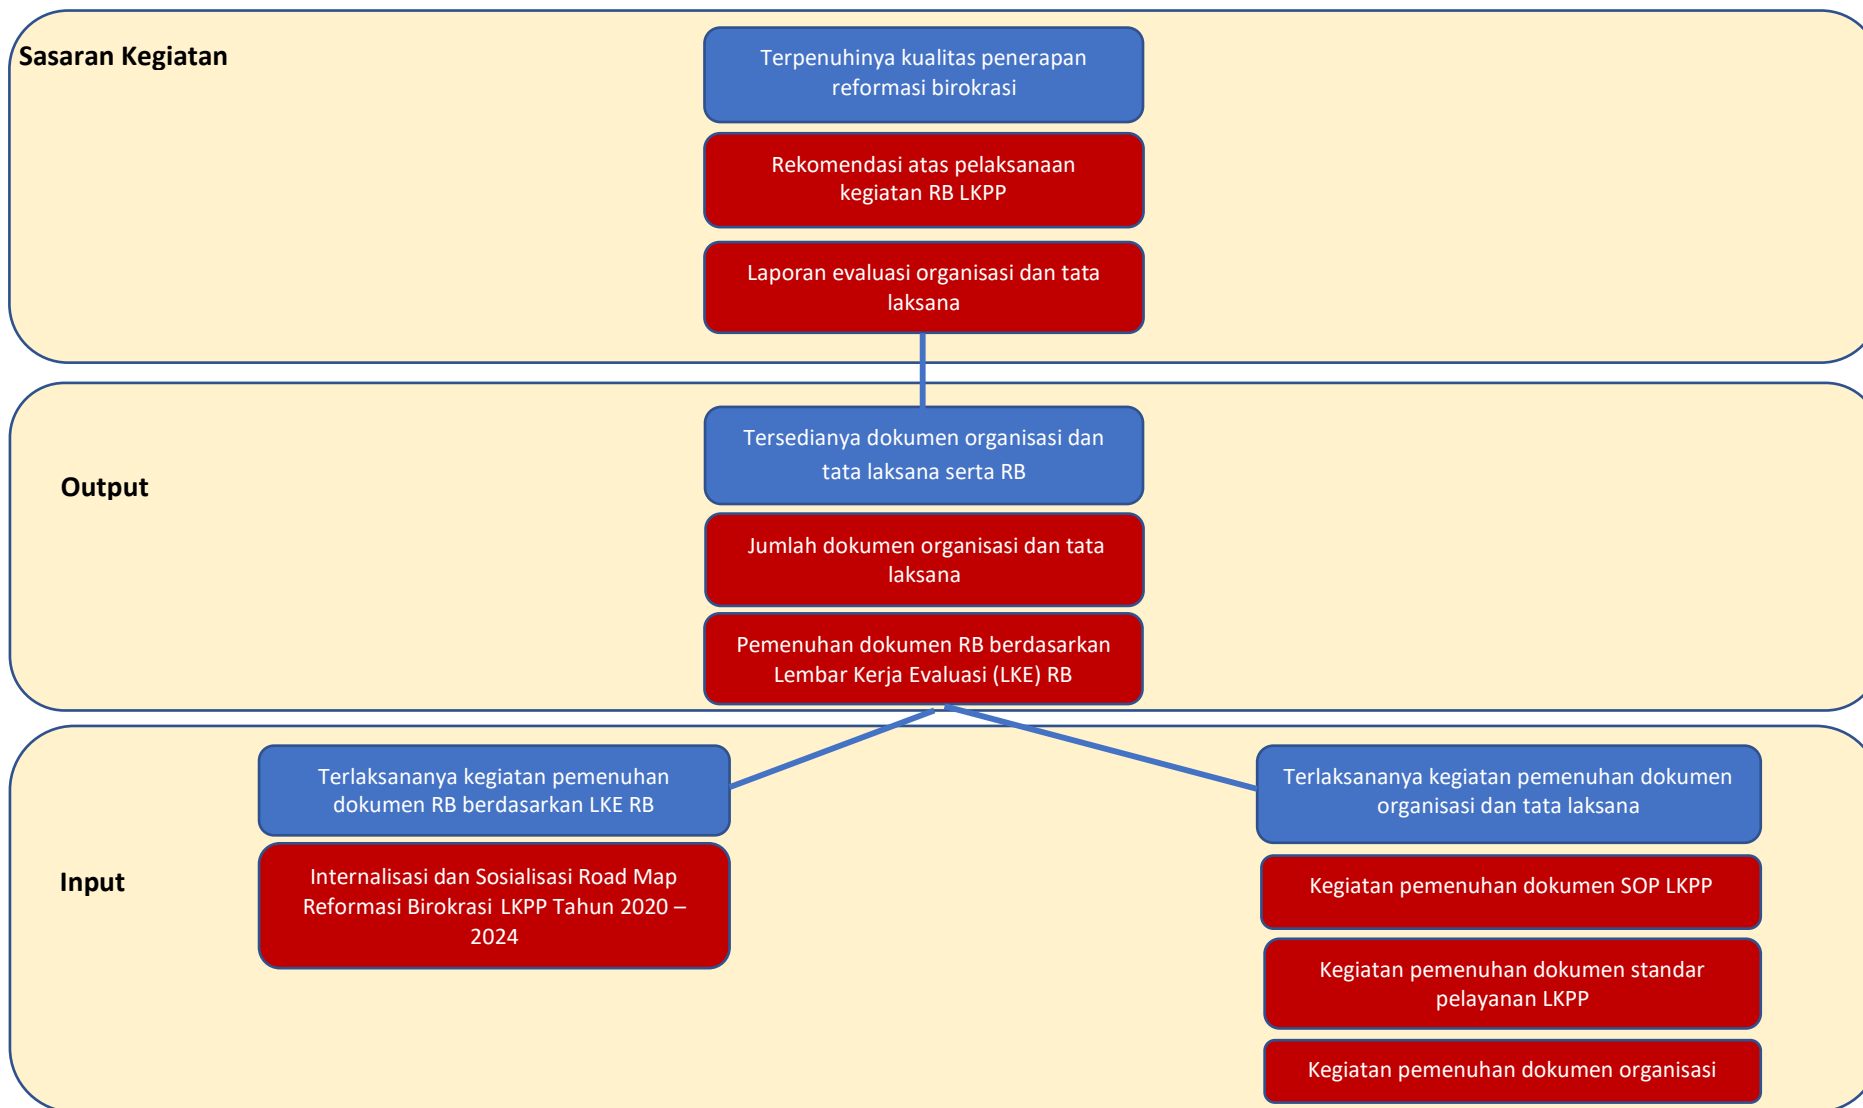 Sasaran Kegiatan
Terpenuhinya kualitas penerapan
reformasi birokrasi
Rekomendasi atas pelaksanaan
kegiatan RB LKPP
Laporan evaluasi organisasi dan tata
laksana
Output
Tersedianya dokumen organisasi dan
tata laksana serta RB
Jumlah dokumen organisasi dan tata
laksana
Pemenuhan dokumen RB berdasarkan
Lembar Kerja Evaluasi (LKE) RB
Input
Terlaksananya kegiatan pemenuhan
dokumen RB berdasarkan LKE RB
Internalisasi dan Sosialisasi Road Map
Reformasi Birokrasi LKPP Tahun 2020 –
2024
Terlaksananya kegiatan pemenuhan dokumen
organisasi dan tata laksana
Kegiatan pemenuhan dokumen SOP LKPP
Kegiatan pemenuhan dokumen standar
pelayanan LKPP
Kegiatan pemenuhan dokumen organisasi